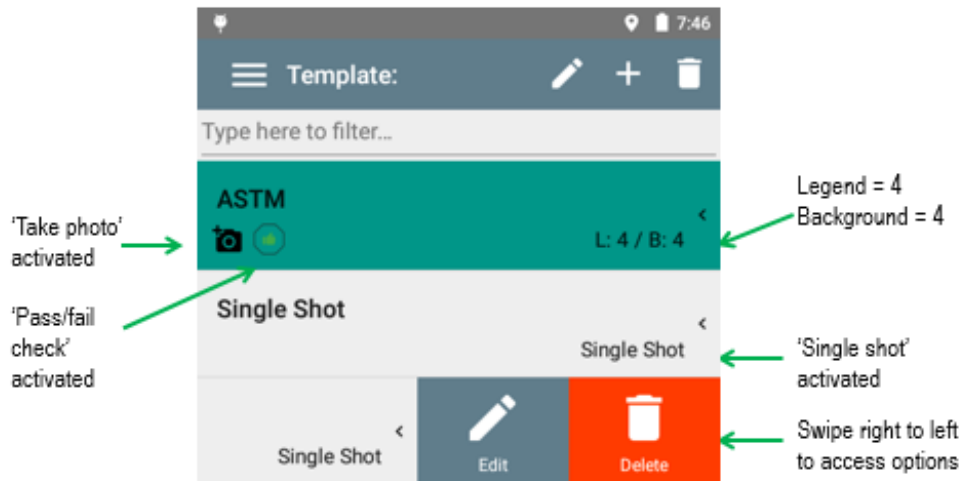 7:46
Template:
Type here to filter...
ASTM
L: 4 / B: 4
Single Shot
Single Shot
Single Shot
Edit
Delete
'Take photo'
activated
'Pass/fail
check'
activated
Legend = 4
Background = 4
'Single shot'
activated
Swipe right to left
to access options